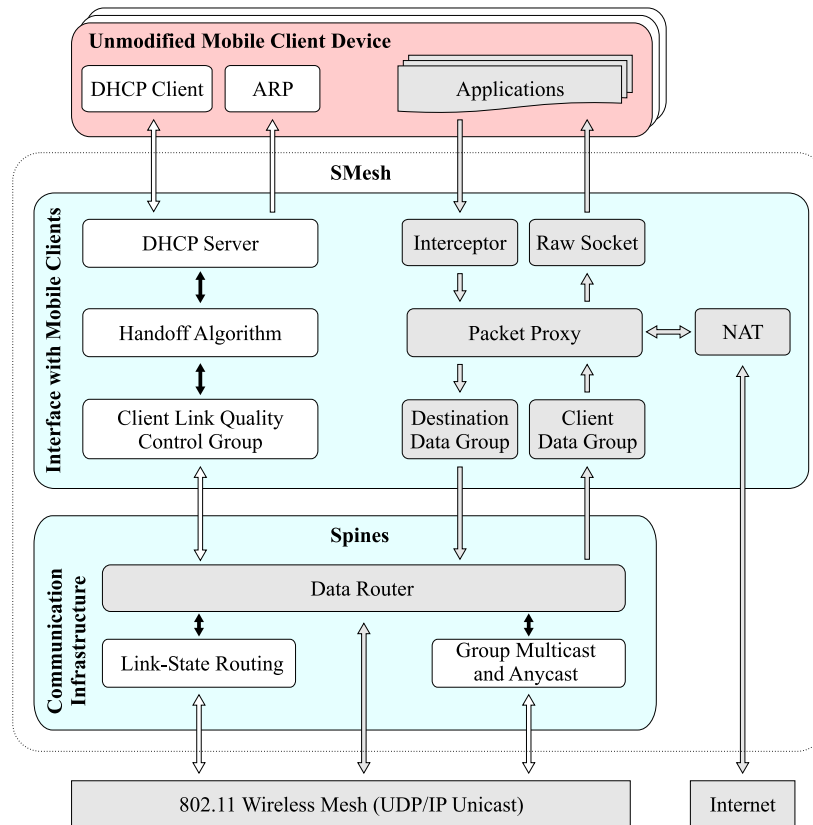 Unmodified Mobile Client Device
DHCP Client
ARP
Applications
SMesh
Interface with Mobile Clients
DHCP Server
Interceptor
Raw Socket
Handoff Algorithm
Packet Proxy
NAT
Client Link Quality
Control Group
Destination
Data Group
Client
Data Group
Spines
Communication
Infrastructure
Data Router
Link-State Routing
Group Multicast
and Anycast
802.11 Wireless Mesh (UDP/IP Unicast)
Internet